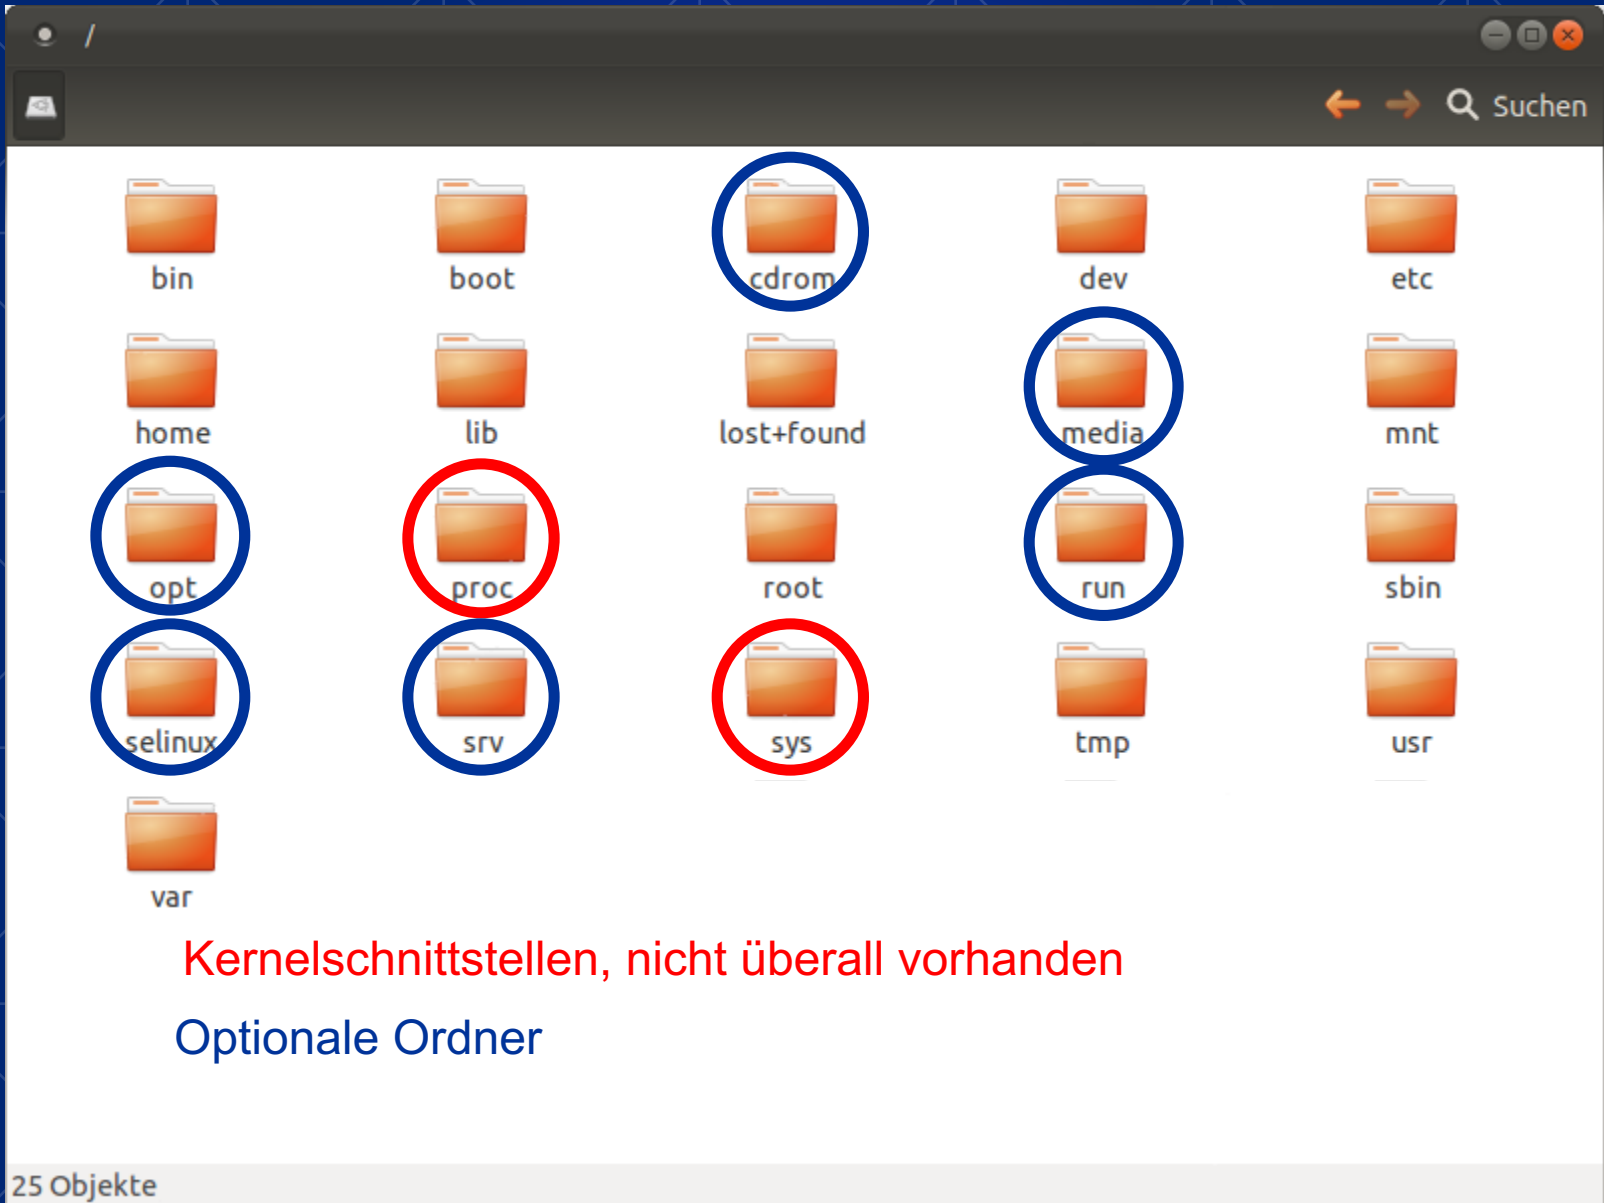 /
Suchen
bin boot cdrom dev etc
home lib lost+found media mnt
opt proc root run sbin
selinux srv sys tmp usr
var
Kernelschnittstellen, nicht überall vorhanden
Optionale Ordner
25 Objekte